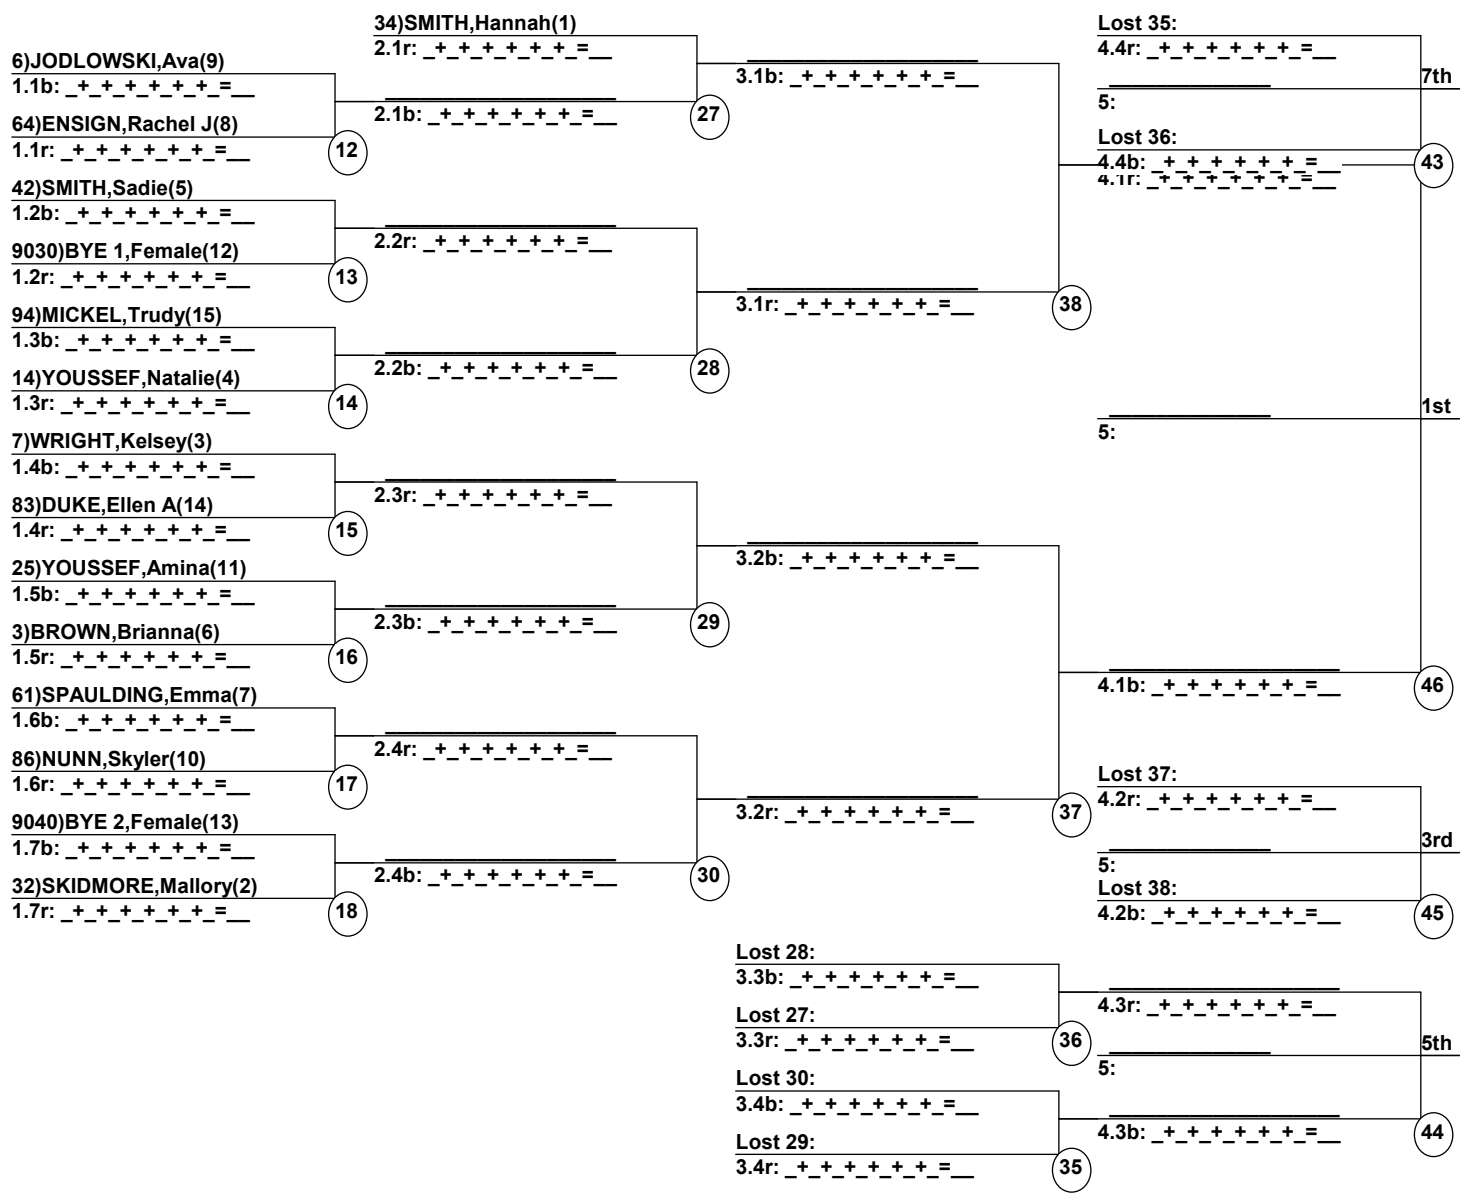 34)SMITH,Hannah(1)
2.1r: _+_+_+_+_+_=__
6)JODLOWSKI,Ava(9)
1.1b: _+_+_+_+_+_=__
2.1b: _+_+_+_+_+_=__
27
64)ENSIGN,Rachel J(8)
1.1r: _+_+_+_+_+_=__
12
42)SMITH,Sadie(5)
1.2b: _+_+_+_+_+_=__
2.2r: _+_+_+_+_+_=__
9030)BYE 1,Female(12)
1.2r: _+_+_+_+_+_=__
13
94)MICKEL,Trudy(15)
1.3b: _+_+_+_+_+_=__
2.2b: _+_+_+_+_+_=__
28
14)YOUSSEF,Natalie(4)
1.3r: _+_+_+_+_+_=__
14
7)WRIGHT,Kelsey(3)
1.4b: _+_+_+_+_+_=__
2.3r: _+_+_+_+_+_=__
83)DUKE,Ellen A(14)
1.4r: _+_+_+_+_+_=__
15
25)YOUSSEF,Amina(11)
1.5b: _+_+_+_+_+_=__
2.3b: _+_+_+_+_+_=__
29
3)BROWN,Brianna(6)
1.5r: _+_+_+_+_+_=__
16
61)SPAULDING,Emma(7)
1.6b: _+_+_+_+_+_=__
2.4r: _+_+_+_+_+_=__
86)NUNN,Skyler(10)
1.6r: _+_+_+_+_+_=__
17
9040)BYE 2,Female(13)
1.7b: _+_+_+_+_+_=__
2.4b: _+_+_+_+_+_=__
30
32)SKIDMORE,Mallory(2)
1.7r: _+_+_+_+_+_=__
18
3.1b: _+_+_+_+_+_=__
3.1r: _+_+_+_+_+_=__
38
3.2b: _+_+_+_+_+_=__
3.2r: _+_+_+_+_+_=__
37
Lost 28:
3.3b: _+_+_+_+_+_=__
Lost 27:
3.3r: _+_+_+_+_+_=__
36
Lost 30:
3.4b: _+_+_+_+_+_=__
Lost 29:
3.4r: _+_+_+_+_+_=__
35
Lost 35:
4.4r: _+_+_+_+_+_=__
7th
5:
Lost 36:
4.4b: _+_+_+_+_+_=__
43
4.1r: _+_+_+_+_+_=__
1st
5:
4.1b: _+_+_+_+_+_=__
46
Lost 37:
4.2r: _+_+_+_+_+_=__
3rd
5:
Lost 38:
4.2b: _+_+_+_+_+_=__
45
4.3r: _+_+_+_+_+_=__
5th
5:
4.3b: _+_+_+_+_+_=__
44